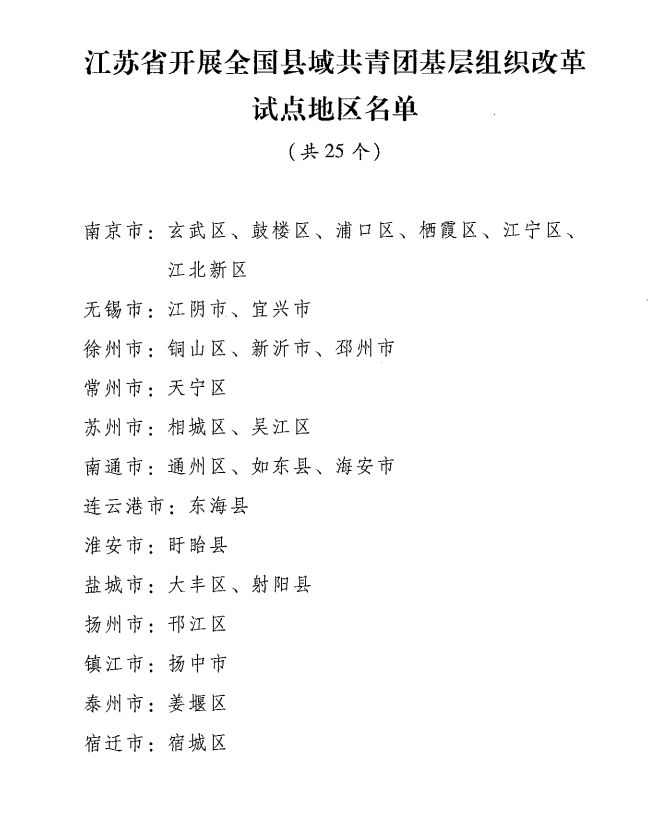 江苏省开展全国县域共青团基层组织改革
试点地区名单
（共25个）
南京市：玄武区、鼓楼区、浦口区、栖霞区、江宁区、
江北新区
无锡市：江阴市、宜兴市
徐州市：铜山区、新沂市、邳州市
常州市：天宁区
苏州市：相城区、吴江区
南通市：通州区、如东县、海安市
连云港市：东海县
淮安市：盱眙县
盐城市：大丰区、射阳县
扬州市：邗江区
镇江市：扬中市
泰州市：姜堰区
宿迁市：宿城区